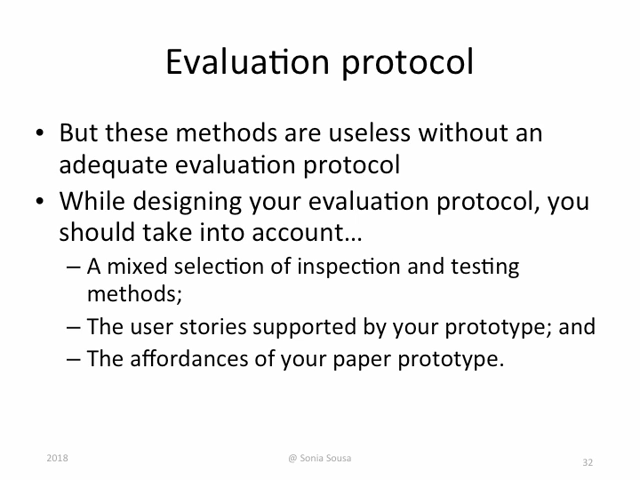 Evaluation protocol
• But these methods are useless without an
adequate evaluation protocol
• While designing your evaluation protocol, you
should take into account…
– A mixed selection of inspection and testing
methods;
– The user stories supported by your prototype; and
– The affordances of your paper prototype.
2018
@ Sonia Sousa
32